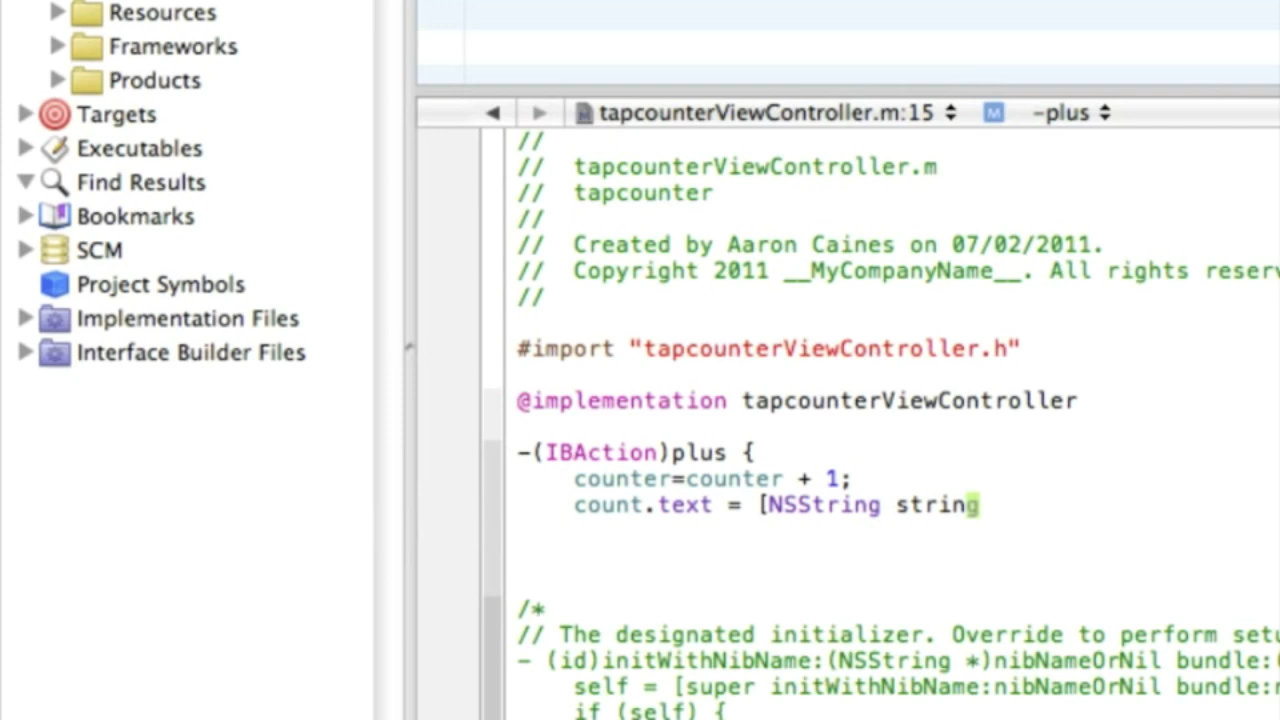 Resources
Frameworks
Products
Targets
Executables
Find Results
Bookmarks
SCM
Project Symbols
Implementation Files
Interface Builder Files
tapcounterViewController.m:15 M -plus
//
// tapcounterViewController.m
// tapcounter
//
// Created by Aaron Caines on 07/02/2011.
// Copyright 2011 __MyCompanyName__. All rights reserv
//
#import "tapcounterViewController.h"
@implementation tapcounterViewController
-(IBAction)plus {
counter=counter + 1;
count.text = [NSString string
/*
// The designated initializer. Override to perform setu
- (id)initWithNibName:(NSString *)nibNameOrNil bundle:(
self = [super initWithNibName:nibNameOrNil bundle:n
if (self) {